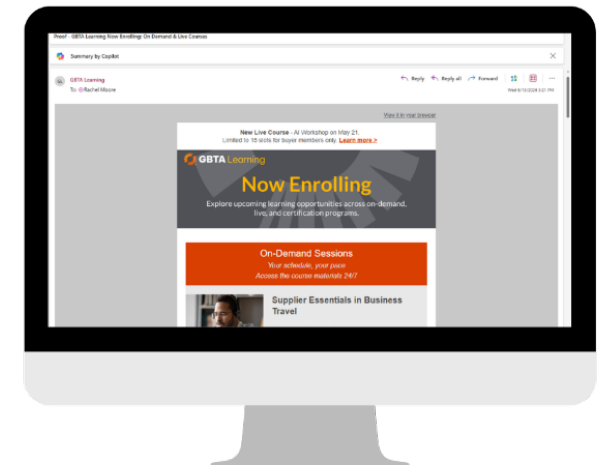 Proof - GBTA Learning Now Enrolling: On Demand & Live Courses
Summary by Copilot
GBTA Learning
To: Rachel Moore
Reply Reply all Forward
View it in your browser
New Live Course - AI Workshop on May 21.
Limited to 15 slots for buyer members only. Learn more >
GBTA Learning
Now Enrolling
Explore upcoming learning opportunities across on-demand,
live, and certification programs.
On-Demand Sessions
Your schedule, your pace
Access the course materials 24/7
Supplier Essentials in Business
Travel